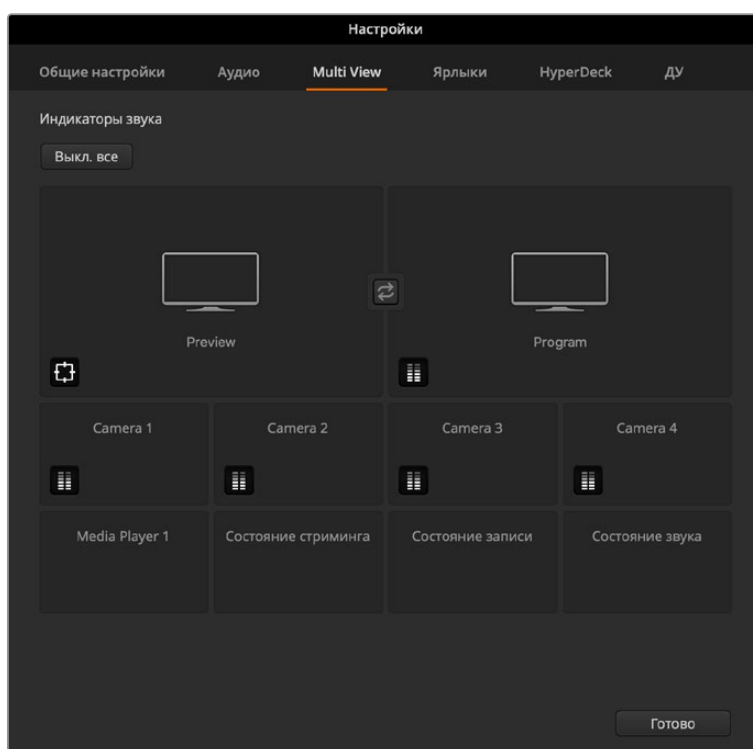 Настройки
Общие настройки Аудио Multi View Ярлыки HyperDeck ДУ
Индикаторы звука
Выкл. все
Preview Program
Camera 1 Camera 2 Camera 3 Camera 4
Media Player 1 Состояние стриминга Состояние записи Состояние звука
Готово